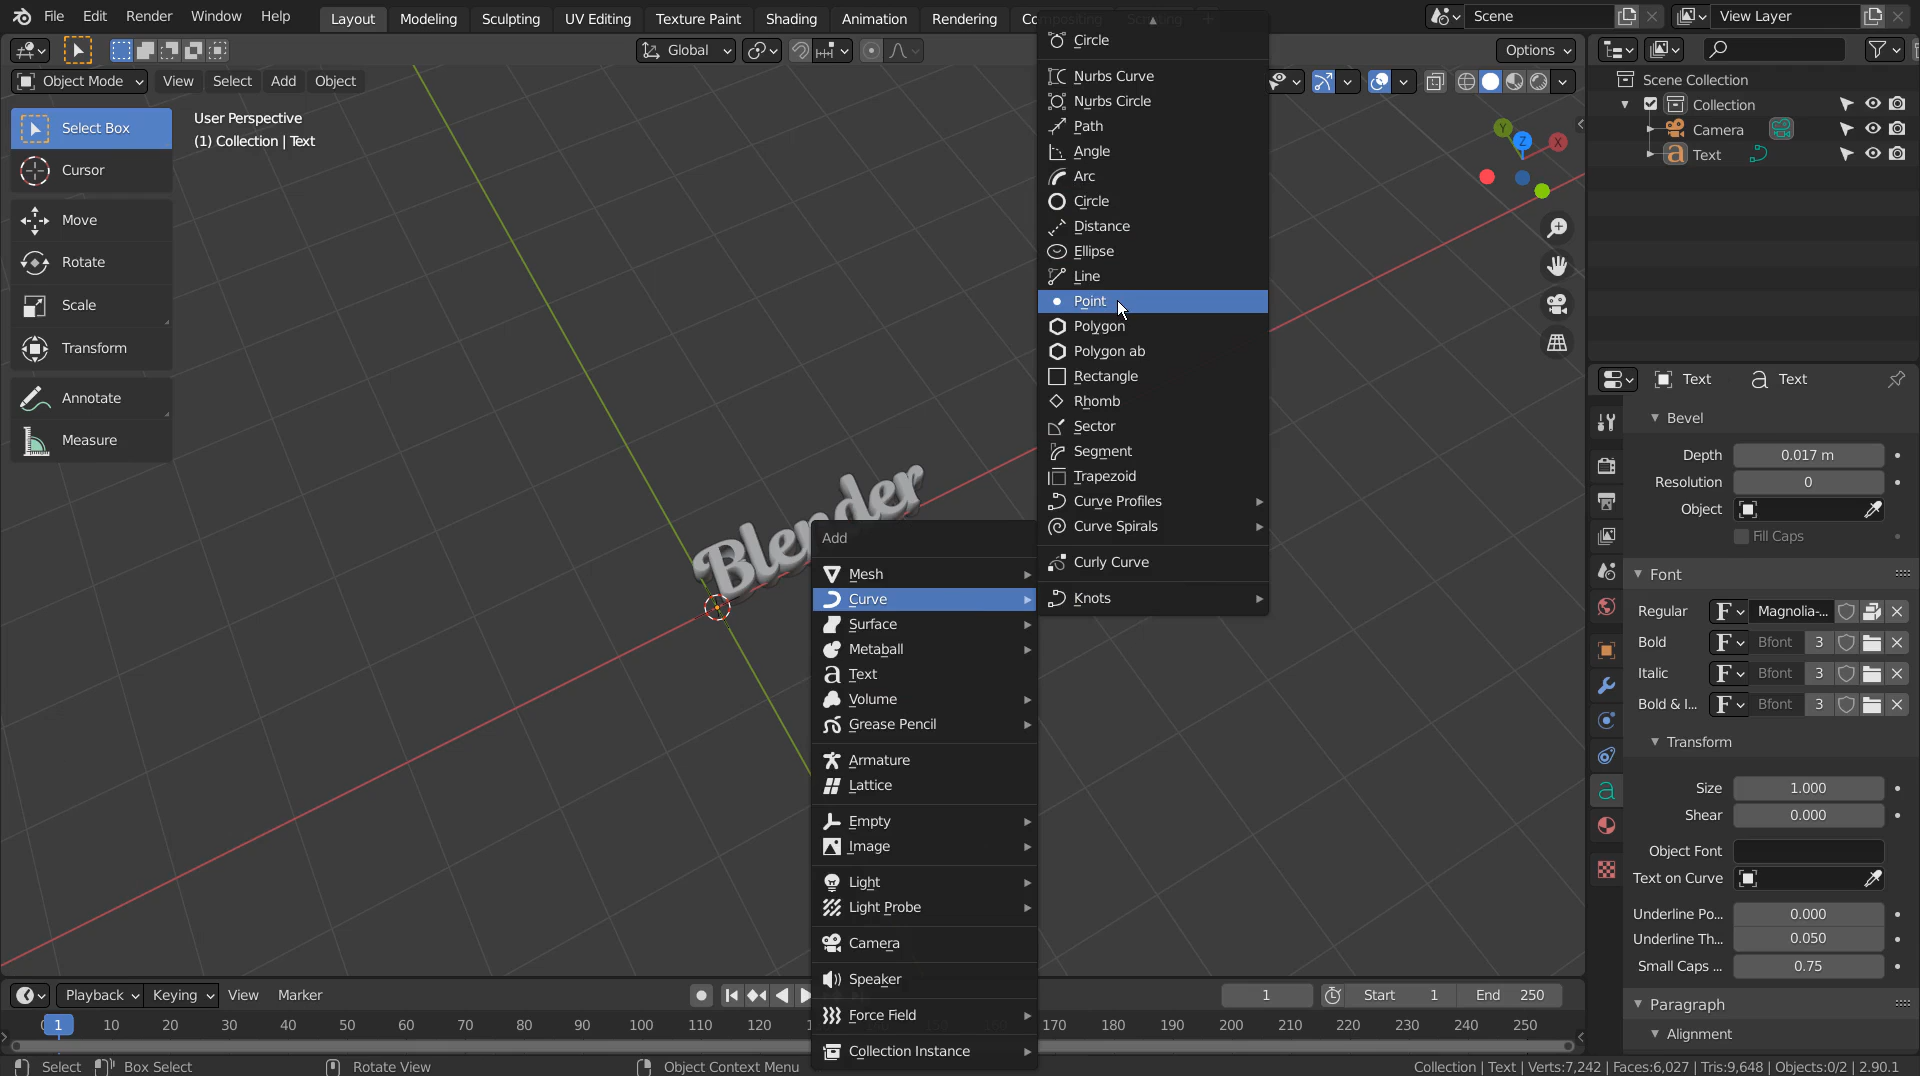 File Edit Render Window Help Layout Modeling Sculpting UV Editing Texture Paint Shading Animation Rendering Compositing Scripting + Scene View Layer
Global Options
Object Mode View Select Add Object
Select Box
Cursor
Move
Rotate
Scale
Transform
Annotate
Measure
User Perspective
(1) Collection | Text
Y Z X
Blender
Add
Mesh
Curve
Surface
Metaball
Text
Volume
Grease Pencil
Armature
Lattice
Empty
Image
Light
Light Probe
Camera
Speaker
Force Field
Collection Instance
Circle
Nurbs Curve
Nurbs Circle
Path
Angle
Arc
Circle
Distance
Ellipse
Line
Point
Polygon
Polygon ab
Rectangle
Rhomb
Sector
Segment
Trapezoid
Curve Profiles
Curve Spirals
Curly Curve
Knots
Scene Collection
Collection
Camera
Text
Text a Text
Bevel
Depth 0.017 m
Resolution 0
Object
Fill Caps
Font
Regular F Magnolia-...
Bold F Bfont 3
Italic F Bfont 3
Bold & I... F Bfont 3
Transform
Size 1.000
Shear 0.000
Object Font
Text on Curve
Underline Po... 0.000
Underline Th... 0.050
Small Caps ... 0.75
Paragraph
Alignment
Playback Keying View Marker 1 Start 1 End 250
1 10 20 30 40 50 60 70 80 90 100 110 120 170 180 190 200 210 220 230 240 250
Select Box Select Rotate View Object Context Menu Collection | Text | Verts:7,242 | Faces:6,027 | Tris:9,648 | Objects:0/2 | 2.90.1